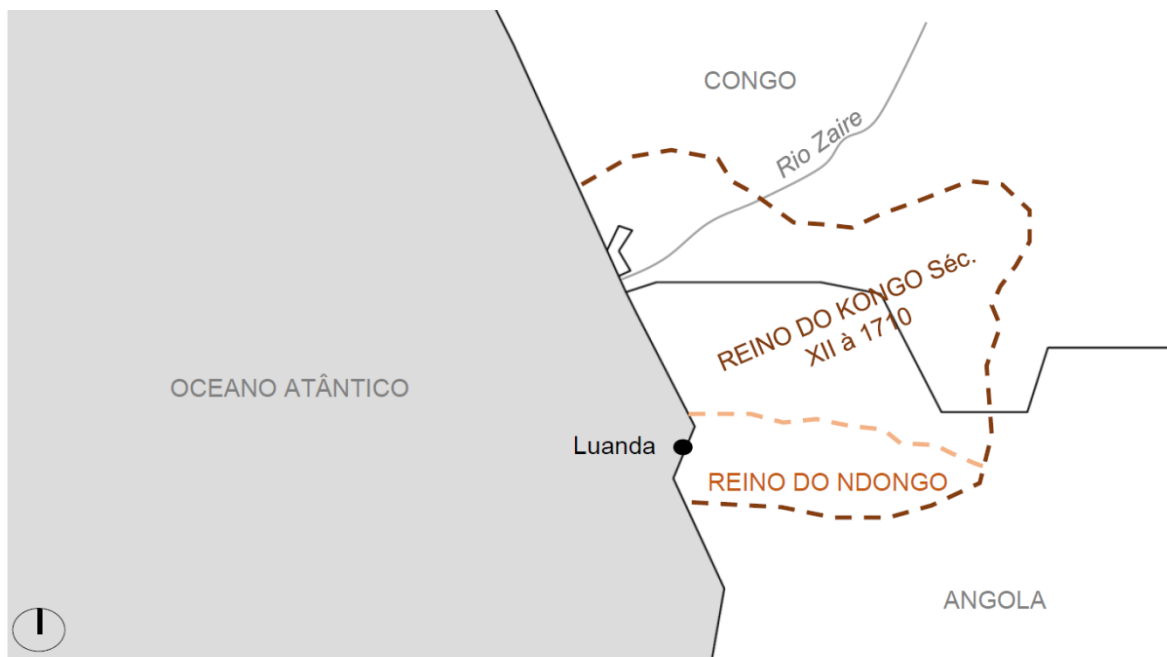 CONGO
Rio Zaire
REINO DO KONGO Séc.
XII à 1710
OCEANO ATÂNTICO
Luanda
REINO DO NDONGO
ANGOLA